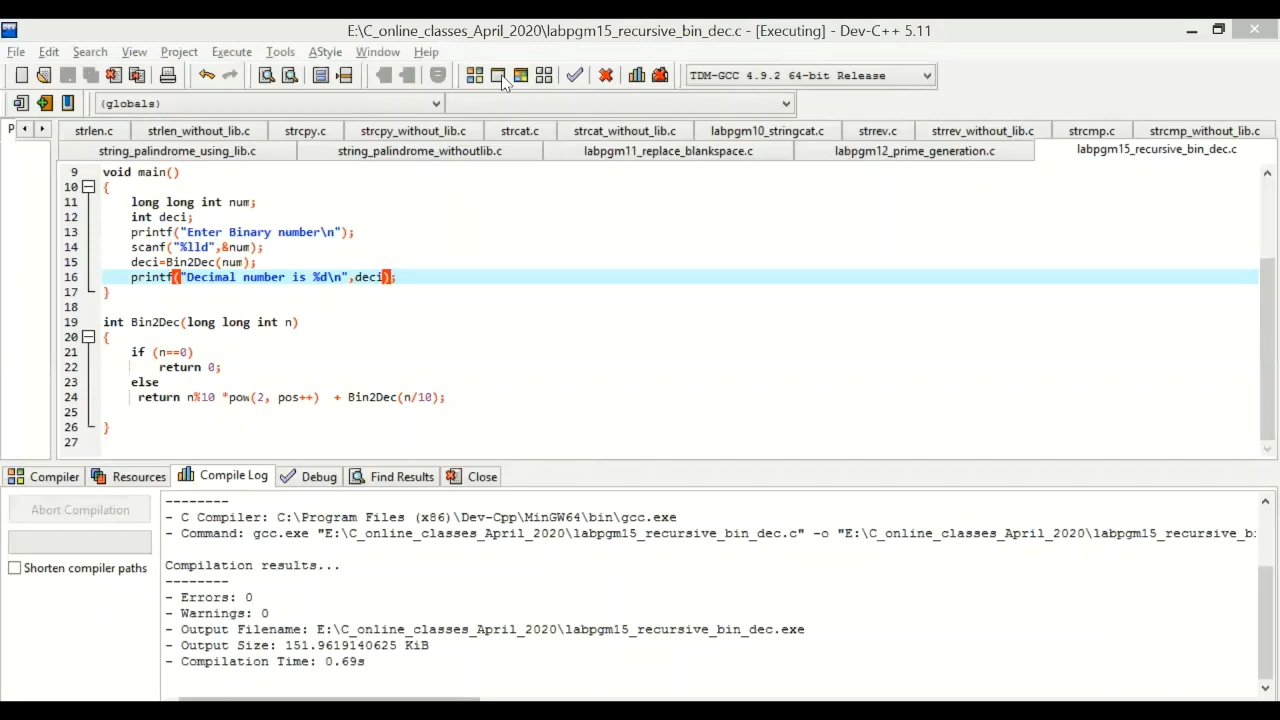 E:\C_online_classes_April_2020\labpgm15_recursive_bin_dec.c - [Executing] - Dev-C++ 5.11
File Edit Search View Project Execute Tools AStyle Window Help
TDM-GCC 4.9.2 64-bit Release
(globals)
P strlen.c strlen_without_lib.c strcpy.c strcpy_without_lib.c strcat.c strcat_without_lib.c labpgm10_stringcat.c strrev.c strrev_without_lib.c strcmp.c strcmp_without_lib.c
string_palindrome_using_lib.c string_palindrome_withoutlib.c labpgm11_replace_blankspace.c labpgm12_prime_generation.c labpgm15_recursive_bin_dec.c
9 void main()
10 {
11 long long int num;
12 int deci;
13 printf("Enter Binary number\n");
14 scanf("%lld",&num);
15 deci=Bin2Dec(num);
16 printf("Decimal number is %d\n",deci);
17 }
18
19 int Bin2Dec(long long int n)
20 {
21 if (n==0)
22 return 0;
23 else
24 return n%10 *pow(2, pos++) + Bin2Dec(n/10);
25
26 }
27
Compiler Resources Compile Log Debug Find Results Close
Abort Compilation
Shorten compiler paths
--------
- C Compiler: C:\Program Files (x86)\Dev-Cpp\MinGW64\bin\gcc.exe
- Command: gcc.exe "E:\C_online_classes_April_2020\labpgm15_recursive_bin_dec.c" -o "E:\C_online_classes_April_2020\labpgm15_recursive_b
Compilation results...
--------
- Errors: 0
- Warnings: 0
- Output Filename: E:\C_online_classes_April_2020\labpgm15_recursive_bin_dec.exe
- Output Size: 151.9619140625 KiB
- Compilation Time: 0.69s